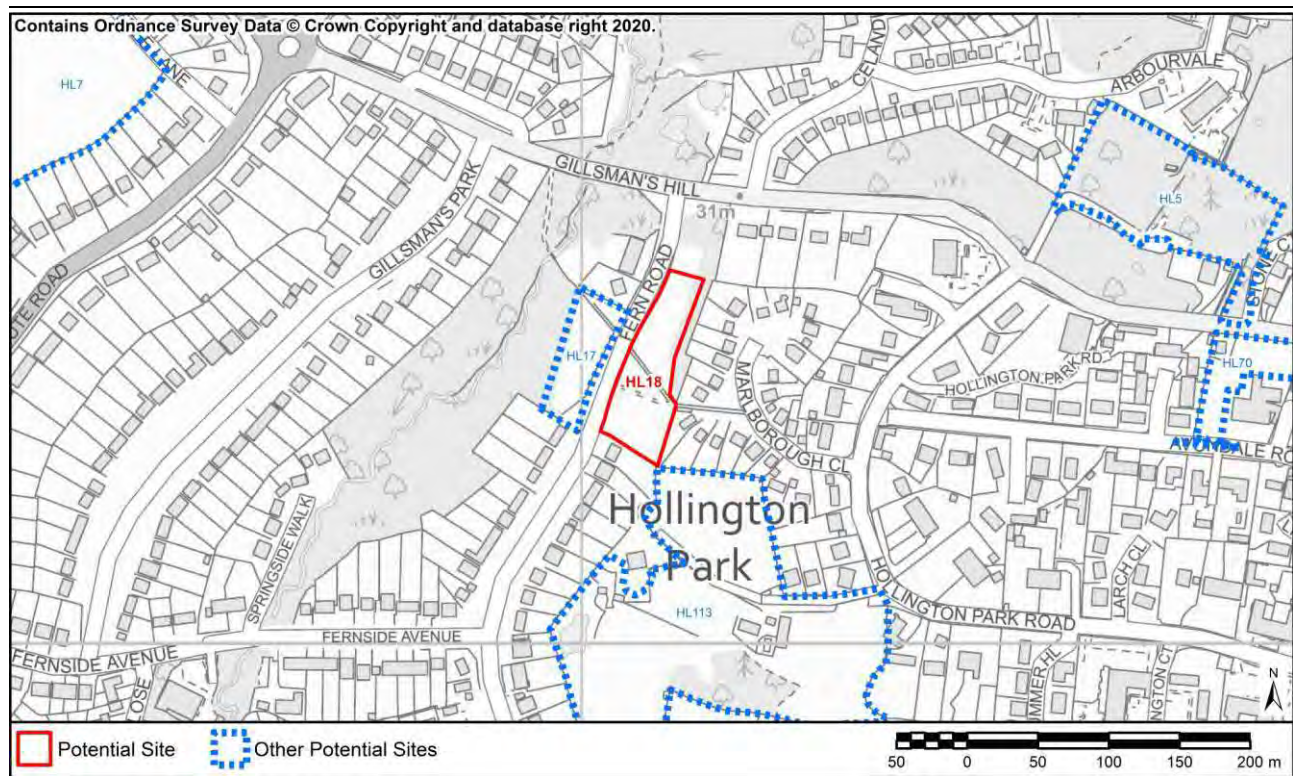 Contains Ordnance Survey Data © Crown Copyright and database right 2020.
HL7
LANE
CELAND
ARBOURVALE
GILLSMAN'S HILL
GILLSMAN'S PARK
31m
HL5
FERN ROAD
HL17
HL18
HOLLINGTON PARK RD
HL70
MARLBOROUGH CL
AVONDALE RO
Hollington
Park
SPRINGSIDE WALK
LARCH CL
HOLLINGTON PARK ROAD
HL113
FERNSIDE AVENUE
FERNSIDE AVENUE
N
Potential Site
Other Potential Sites
50 0 50 100 150 200 m